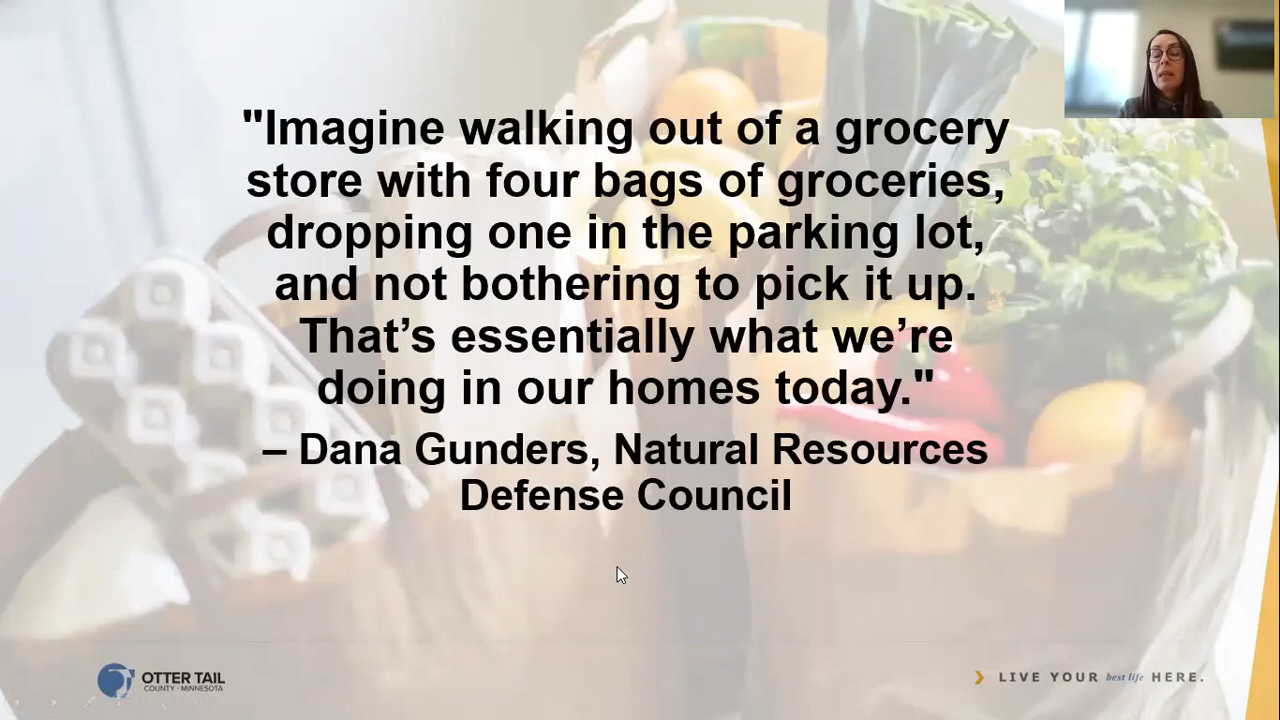 "Imagine walking out of a grocery
store with four bags of groceries,
dropping one in the parking lot,
and not bothering to pick it up.
That’s essentially what we’re
doing in our homes today."
– Dana Gunders, Natural Resources
Defense Council
OTTER TAIL
COUNTY • MINNESOTA
LIVE YOUR best life HERE.